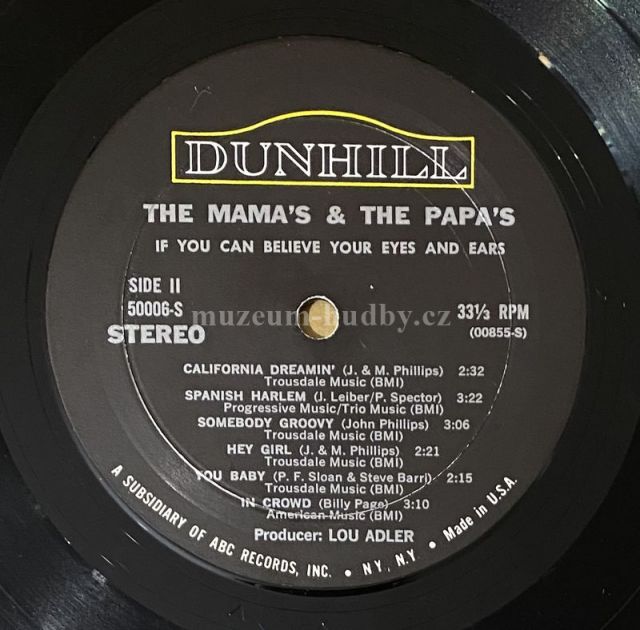 DUNHILL
THE MAMA'S & THE PAPA'S
IF YOU CAN BELIEVE YOUR EYES AND EARS
SIDE II
50006-S
STEREO
33⅓ RPM
(00855-S)
muzeum-hudby.cz
CALIFORNIA DREAMIN' (J. & M. Phillips) 2:32
Trousdale Music (BMI)
SPANISH HARLEM (J. Leiber/P. Spector) 3:22
Progressive Music/Trio Music (BMI)
SOMEBODY GROOVY (John Phillips) 3:06
Trousdale Music (BMI)
HEY GIRL (J. & M. Phillips) 2:21
Trousdale Music (BMI)
YOU BABY (P. F. Sloan & Steve Barri) 2:15
Trousdale Music (BMI)
IN CROWD (Billy Page) 3:10
American Music (BMI)
Producer: LOU ADLER
A SUBSIDIARY OF ABC RECORDS, INC. • N.Y., N.Y. • Made in U.S.A.